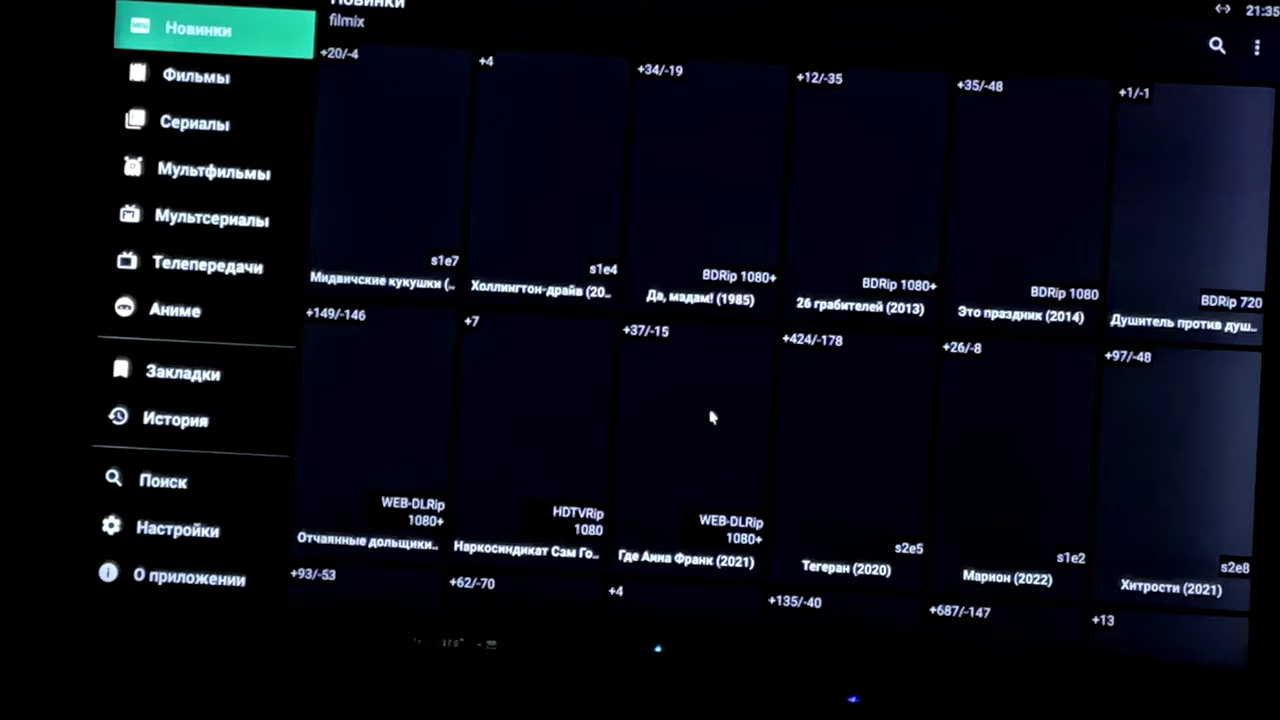 Новинки
filmix
21:35
Новинки
Фильмы
Сериалы
Мультфильмы
Мультсериалы
Телепередачи
Аниме
Закладки
История
Поиск
Настройки
О приложении
+20/-4
s1e7
Мидвичские кукушки (..
+4
s1e4
Холлингтон-драйв (20..
+34/-19
BDRip 1080+
Да, мадам! (1985)
+12/-35
BDRip 1080+
26 грабителей (2013)
+35/-48
BDRip 1080
Это праздник (2014)
+1/-1
BDRip 720
Душитель против душ..
+149/-146
WEB-DLRip
1080+
Отчаянные дольщики..
+7
HDTVRip
1080
Наркосиндикат Сэм Го..
+37/-15
WEB-DLRip
1080+
Где Анна Франк (2021)
+424/-178
s2e5
Тегеран (2020)
+26/-8
s1e2
Марион (2022)
+97/-48
s2e8
Хитрости (2021)
+93/-53
+62/-70
+4
+135/-40
+687/-147
+13